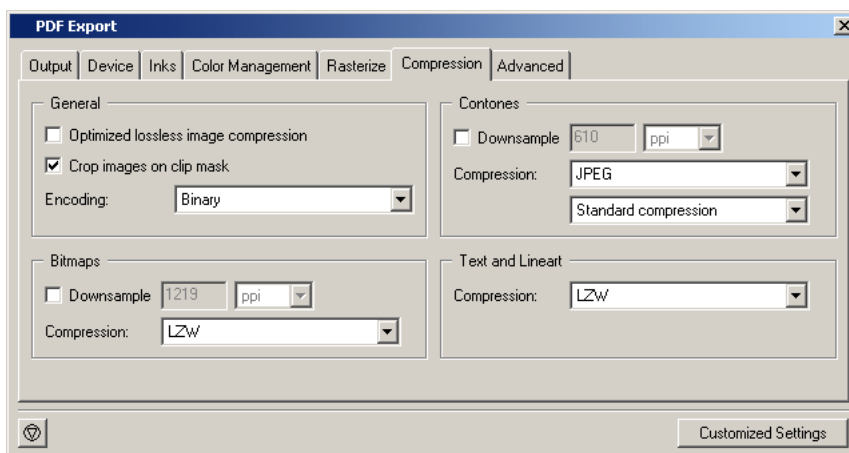 PDF Export
Output Device Inks Color Management Rasterize Compression Advanced
General
Optimized lossless image compression
Crop images on clip mask
Encoding: Binary
Contones
Downsample 610 ppi
Compression: JPEG
Standard compression
Bitmaps
Downsample 1219 ppi
Compression: LZW
Text and Lineart
Compression: LZW
Customized Settings